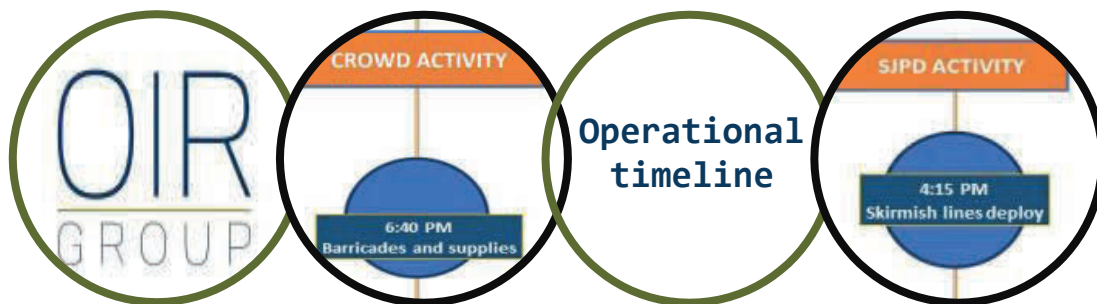 OIR
GROUP
CROWD ACTIVITY
6:40 PM
Barricades and supplies
Operational
timeline
SJPD ACTIVITY
4:15 PM
Skirmish lines deploy